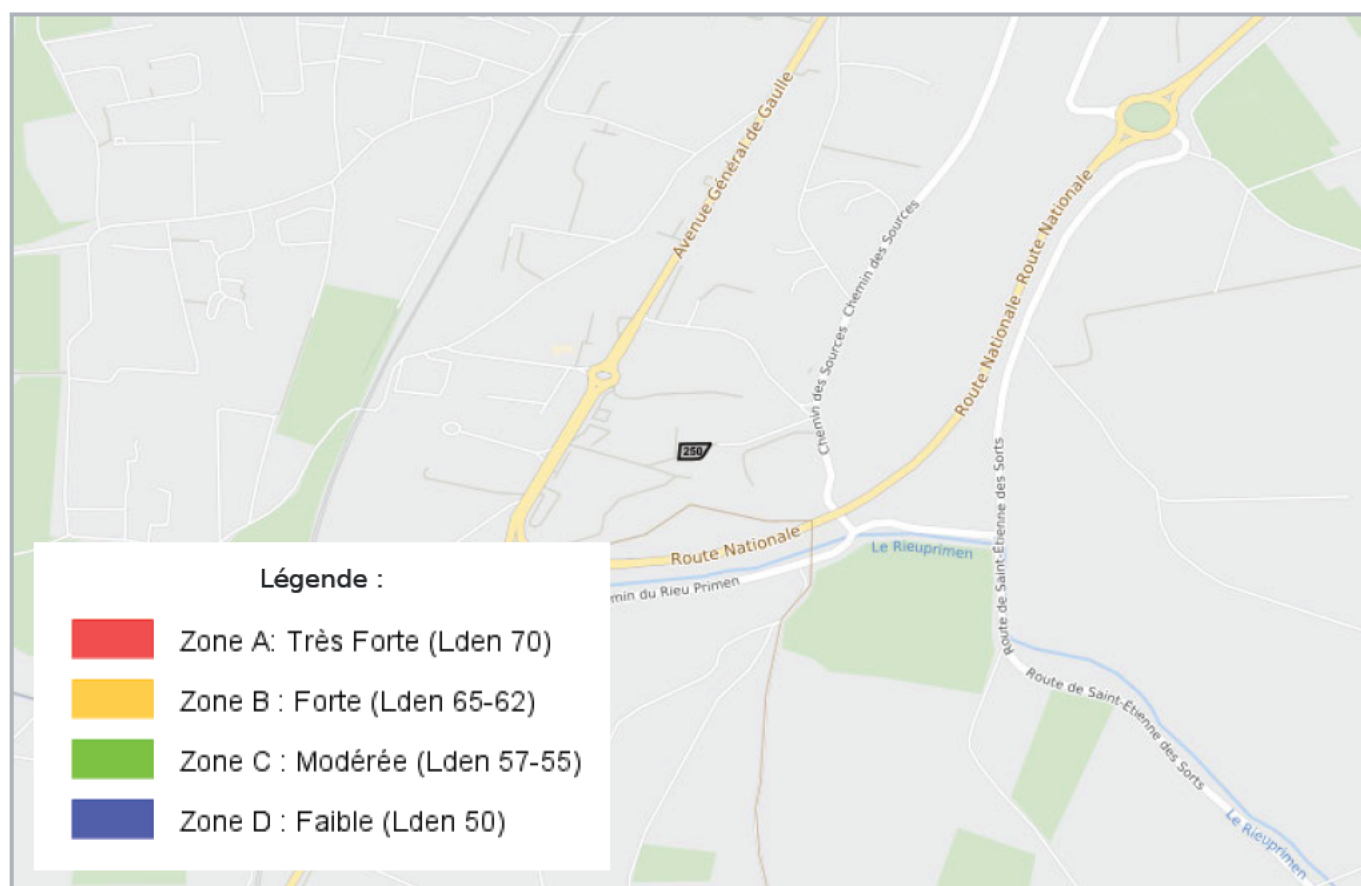 Avenue Général de Gaulle
Chemin des Sources
Chemin des Sources
Route Nationale
Route Nationale
250
Route Nationale
Le Rieuprimen
min du Rieu Primen
Route de Saint-Étienne des Sorts
Route de Saint-Étienne des Sorts
Le Rieuprimen
Légende :
Zone A: Très Forte (Lden 70)
Zone B : Forte (Lden 65-62)
Zone C : Modérée (Lden 57-55)
Zone D : Faible (Lden 50)